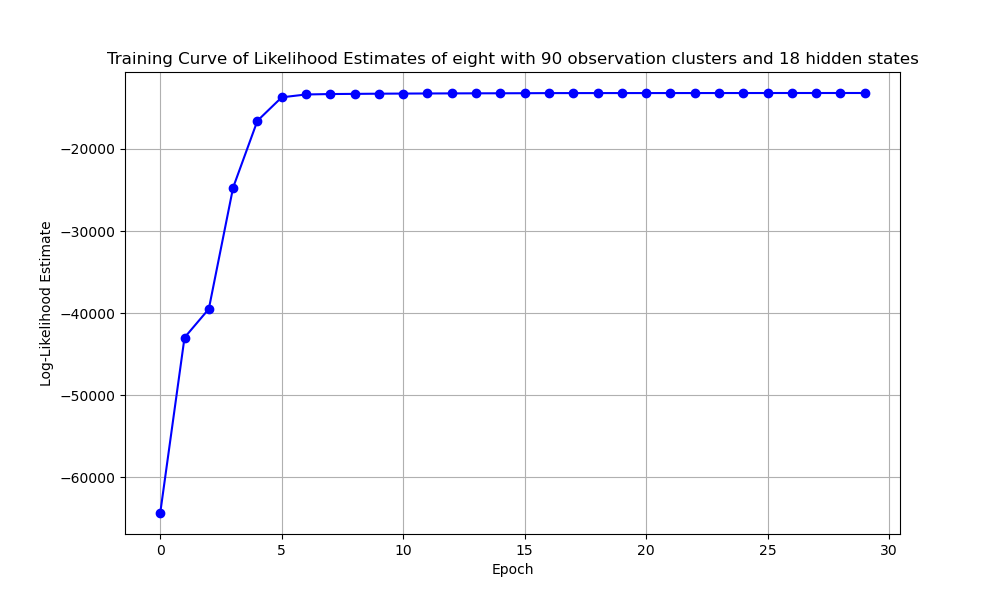 Training Curve of Likelihood Estimates of eight with 90 observation clusters and 18 hidden states
Log-Likelihood Estimate
−20000
−30000
−40000
−50000
−60000
0 5 10 15 20 25 30
Epoch